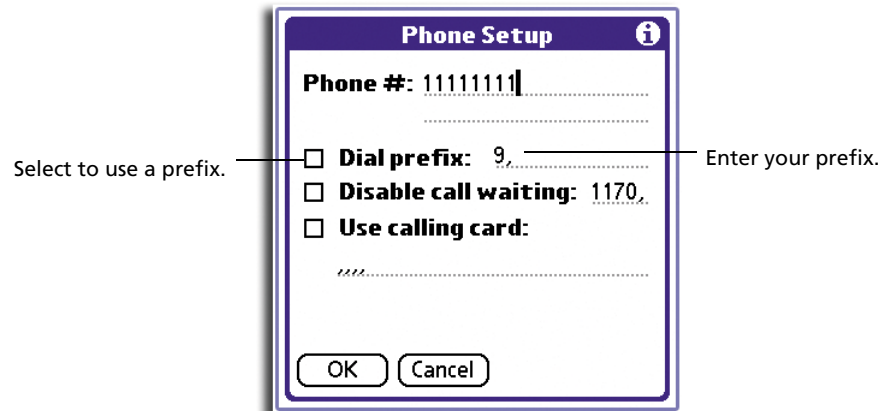 Phone Setup
Phone #: 11111111
Select to use a prefix.
Dial prefix: 9,
Enter your prefix.
Disable call waiting: 1170,
Use calling card:
,,,,
OK Cancel